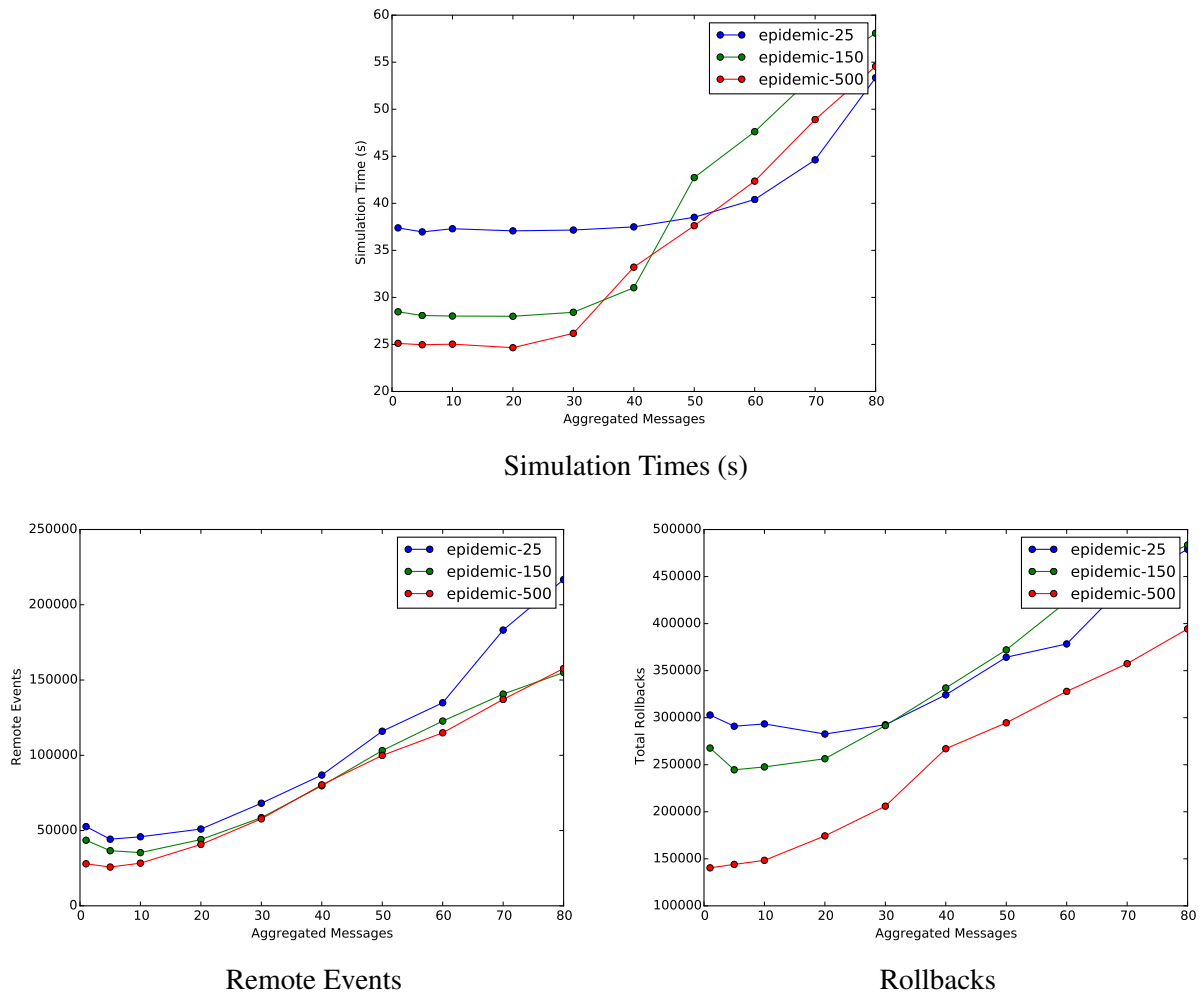 60
55
50
45
40
35
30
25
20
Simulation Time (s)
epidemic-25
epidemic-150
epidemic-500
0 10 20 30 40 50 60 70 80
Aggregated Messages
Simulation Times (s)
250000
200000
150000
100000
50000
0
Remote Events
epidemic-25
epidemic-150
epidemic-500
0 10 20 30 40 50 60 70 80
Aggregated Messages
Remote Events
500000
450000
400000
350000
300000
250000
200000
150000
100000
Total Rollbacks
epidemic-25
epidemic-150
epidemic-500
0 10 20 30 40 50 60 70 80
Aggregated Messages
Rollbacks